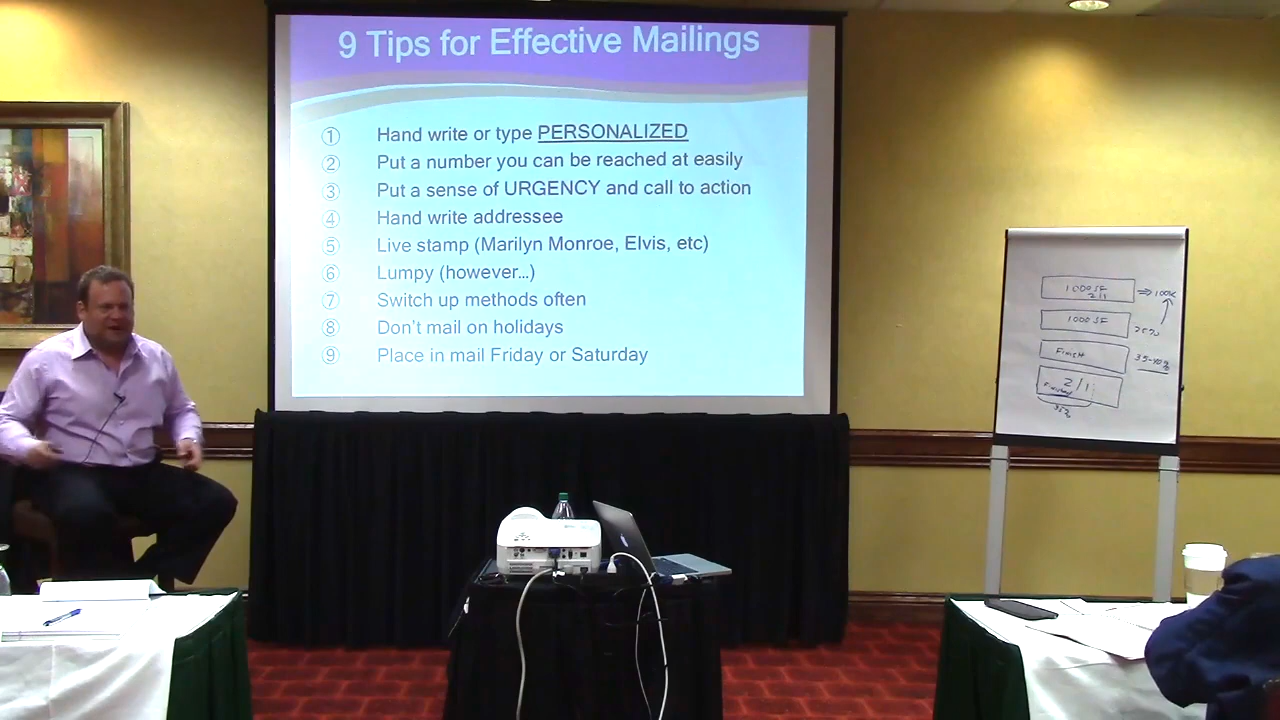 9 Tips for Effective Mailings
① Hand write or type PERSONALIZED
② Put a number you can be reached at easily
③ Put a sense of URGENCY and call to action
④ Hand write addressee
⑤ Live stamp (Marilyn Monroe, Elvis, etc)
⑥ Lumpy (however...)
⑦ Switch up methods often
⑧ Don't mail on holidays
⑨ Place in mail Friday or Saturday
1000 SF ⇒ 100%
2/1
1000 SF 25%
Finish 35-40%
2/1
35%